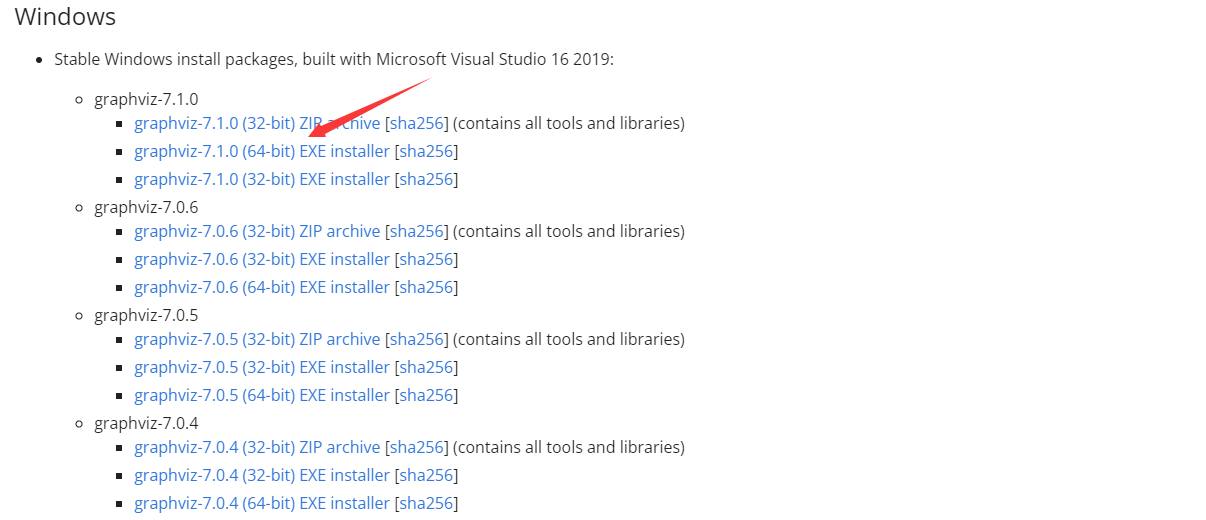 Windows
Stable Windows install packages, built with Microsoft Visual Studio 16 2019:
graphviz-7.1.0
graphviz-7.1.0 (32-bit) ZIP archive [sha256] (contains all tools and libraries)
graphviz-7.1.0 (64-bit) EXE installer [sha256]
graphviz-7.1.0 (32-bit) EXE installer [sha256]
graphviz-7.0.6
graphviz-7.0.6 (32-bit) ZIP archive [sha256] (contains all tools and libraries)
graphviz-7.0.6 (32-bit) EXE installer [sha256]
graphviz-7.0.6 (64-bit) EXE installer [sha256]
graphviz-7.0.5
graphviz-7.0.5 (32-bit) ZIP archive [sha256] (contains all tools and libraries)
graphviz-7.0.5 (32-bit) EXE installer [sha256]
graphviz-7.0.5 (64-bit) EXE installer [sha256]
graphviz-7.0.4
graphviz-7.0.4 (32-bit) ZIP archive [sha256] (contains all tools and libraries)
graphviz-7.0.4 (32-bit) EXE installer [sha256]
graphviz-7.0.4 (64-bit) EXE installer [sha256]